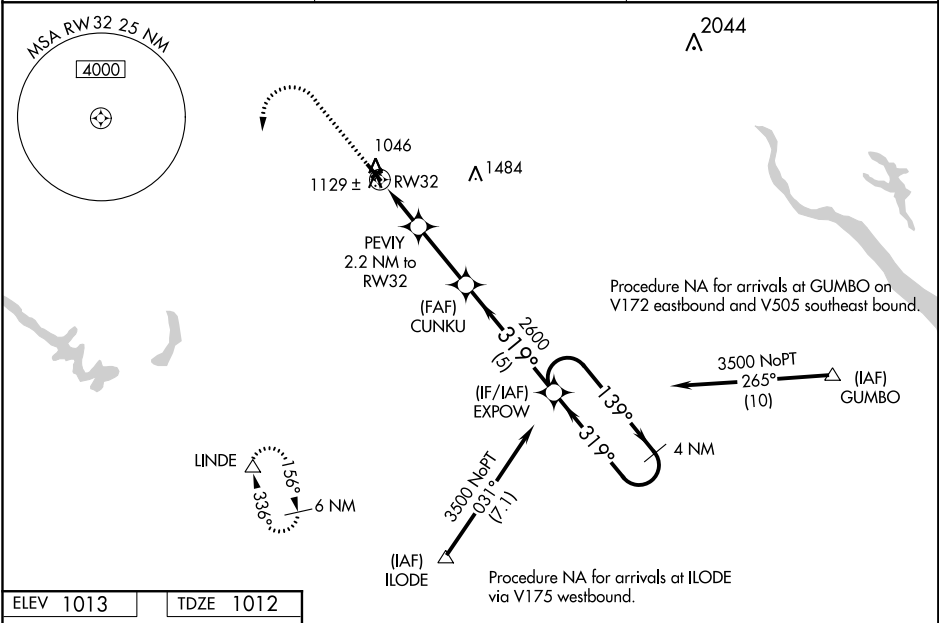 MSA RW 32 25 NM
4000
2044
1046
1484
1129 ±
RW32
PEVIY
2.2 NM to
RW32
(FAF)
CUNKU
Procedure NA for arrivals at GUMBO on
V172 eastbound and V505 southeast bound.
2600
319°
(5)
3500 NoPT
265°
(10)
(IAF)
GUMBO
(IF/IAF)
EXPOW
139°
319°
4 NM
LINDE
156°
336°
6 NM
3500 NoPT
031°
(7.1)
(IAF)
ILODE
Procedure NA for arrivals at ILODE
via V175 westbound.
ELEV 1013
TDZE 1012